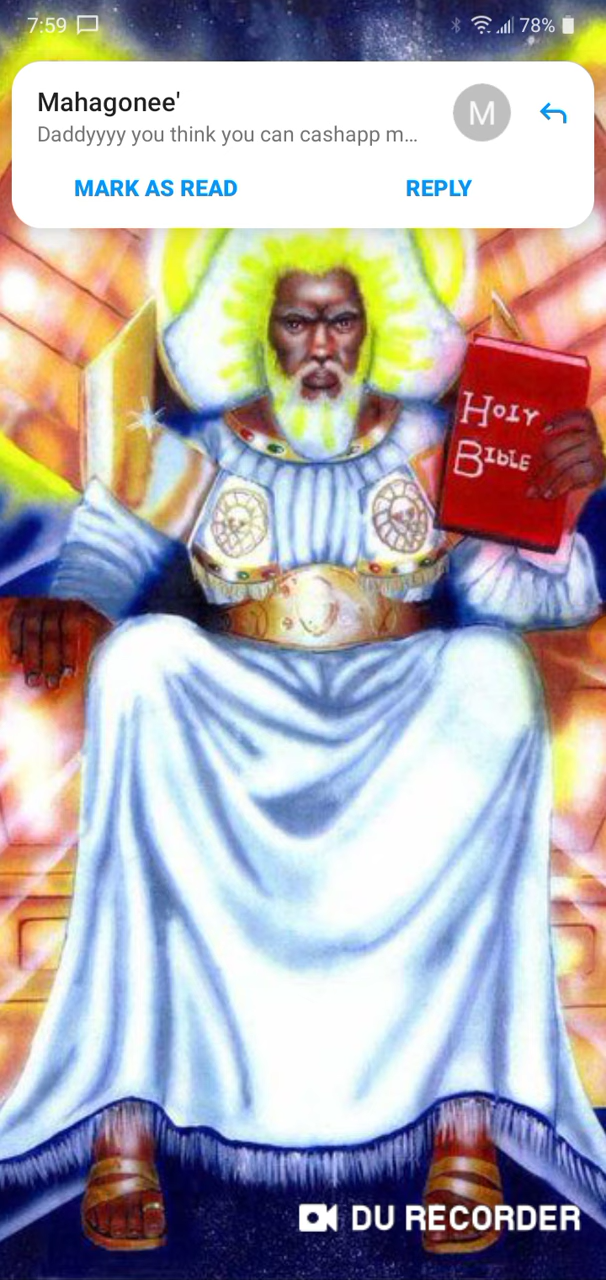 7:59 78%
Mahagonee'
Daddyyyy you think you can cashapp m...
M
MARK AS READ REPLY
HOLY
BIBLE
DU RECORDER